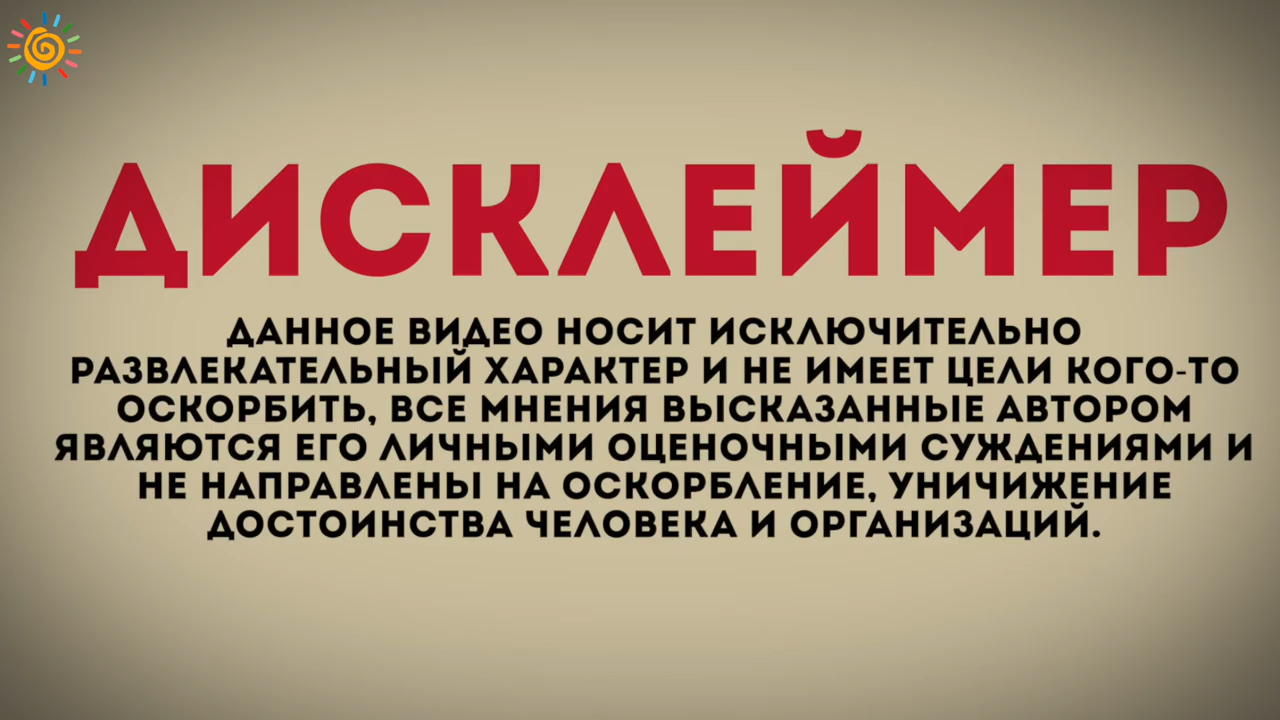 ДИСКЛЕЙМЕР
ДАННОЕ ВИДЕО НОСИТ ИСКЛЮЧИТЕЛЬНО
РАЗВЛЕКАТЕЛЬНЫЙ ХАРАКТЕР И НЕ ИМЕЕТ ЦЕЛИ КОГО-ТО
ОСКОРБИТЬ, ВСЕ МНЕНИЯ ВЫСКАЗАННЫЕ АВТОРОМ
ЯВЛЯЮТСЯ ЕГО ЛИЧНЫМИ ОЦЕНОЧНЫМИ СУЖДЕНИЯМИ И
НЕ НАПРАВЛЕНЫ НА ОСКОРБЛЕНИЕ, УНИЧИЖЕНИЕ
ДОСТОИНСТВА ЧЕЛОВЕКА И ОРГАНИЗАЦИЙ.